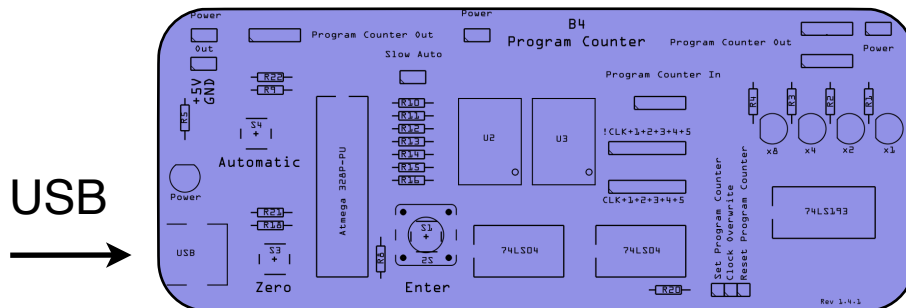 USB
Power
Out
+5V
GND
Program Counter Out
Power
B4
Program Counter
Program Counter Out
Power
Slow Auto
Program Counter In
R22
R9
R5
S4
Automatic
Power
USB
R21
R18
S3
Zero
Atmega 328P-PU
R10
R11
R12
R13
R14
R15
R16
R8
S1
S2
Enter
U2
U3
!CLK+1+2+3+4+5
CLK+1+2+3+4+5
74LS04
74LS04
R20
Set Program Counter
Clock Overwrite
Reset Program Counter
R4
R3
R2
R1
x8
x4
x2
x1
74LS193
Rev 1.4.1